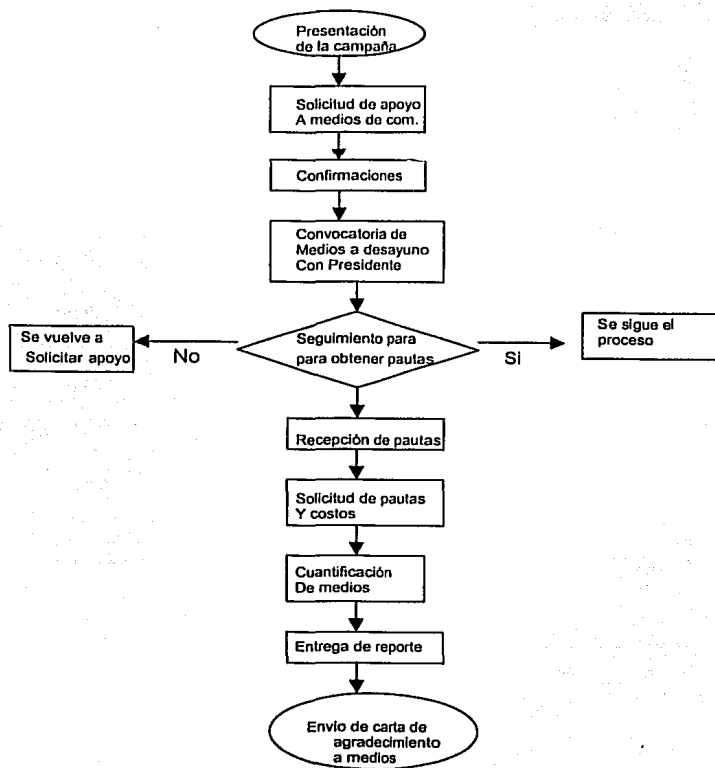 Presentación
de la campaña
Solicitud de apoyo
A medios de com.
Confirmaciones
Convocatoria de
Medios a desayuno
Con Presidente
Seguimiento para
para obtener pautas
Se vuelve a
Solicitar apoyo
No
Si
Se sigue el
proceso
Recepción de pautas
Solicitud de pautas
Y costos
Cuantificación
De medios
Entrega de reporte
Envio de carta de
agradecimiento
a medios